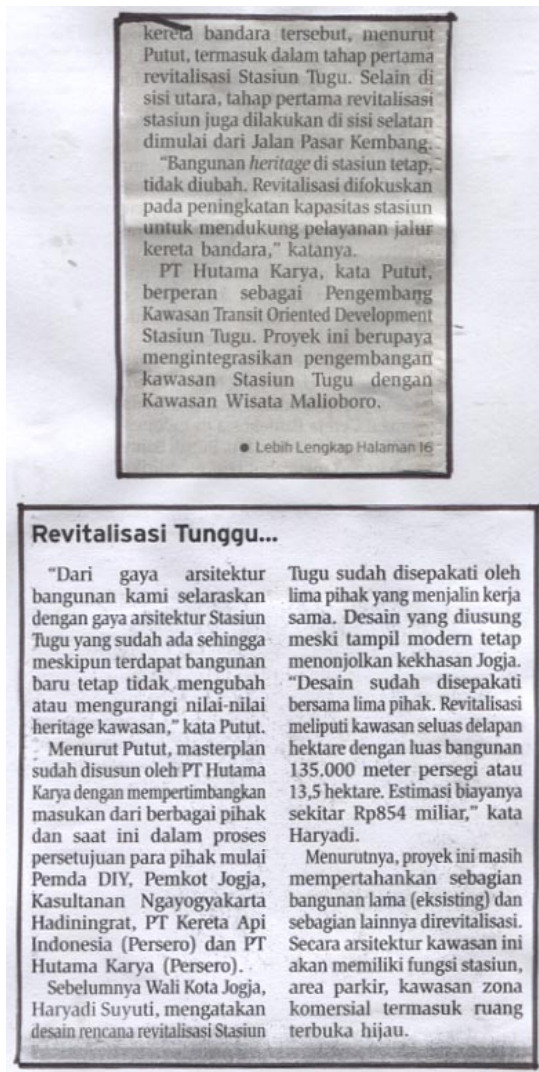 kereta bandara tersebut, menurut
Putut, termasuk dalam tahap pertama
revitalisasi Stasiun Tugu. Selain di
sisi utara, tahap pertama revitalisasi
stasiun juga dilakukan di sisi selatan
dimulai dari Jalan Pasar Kembang.
"Bangunan heritage di stasiun tetap,
tidak diubah. Revitalisasi difokuskan
pada peningkatan kapasitas stasiun
untuk mendukung pelayanan jalur
kereta bandara," katanya.
PT Hutama Karya, kata Putut,
berperan sebagai Pengembang
Kawasan Transit Oriented Development
Stasiun Tugu. Proyek ini berupaya
mengintegrasikan pengembangan
kawasan Stasiun Tugu dengan
Kawasan Wisata Malioboro.
● Lebih Lengkap Halaman 16
Revitalisasi Tunggu...
"Dari gaya arsitektur
bangunan kami selaraskan
dengan gaya arsitektur Stasiun
Tugu yang sudah ada sehingga
meskipun terdapat bangunan
baru tetap tidak mengubah
atau mengurangi nilai-nilai
heritage kawasan," kata Putut.
Menurut Putut, masterplan
sudah disusun oleh PT Hutama
Karya dengan mempertimbangkan
masukan dari berbagai pihak
dan saat ini dalam proses
persetujuan para pihak mulai
Pemda DIY, Pemkot Jogja,
Kasultanan Ngayogyakarta
Hadiningrat, PT Kereta Api
Indonesia (Persero) dan PT
Hutama Karya (Persero).
Sebelumnya Wali Kota Jogja,
Haryadi Suyuti, mengatakan
desain rencana revitalisasi Stasiun
Tugu sudah disepakati oleh
lima pihak yang menjalin kerja
sama. Desain yang diusung
meski tampil modern tetap
menonjolkan kekhasan Jogja.
"Desain sudah disepakati
bersama lima pihak. Revitalisasi
meliputi kawasan seluas delapan
hektare dengan luas bangunan
135.000 meter persegi atau
13,5 hektare. Estimasi biayanya
sekitar Rp854 miliar," kata
Haryadi.
Menurutnya, proyek ini masih
mempertahankan sebagian
bangunan lama (eksisting) dan
sebagian lainnya direvitalisasi.
Secara arsitektur kawasan ini
akan memiliki fungsi stasiun,
area parkir, kawasan zona
komersial termasuk ruang
terbuka hijau.